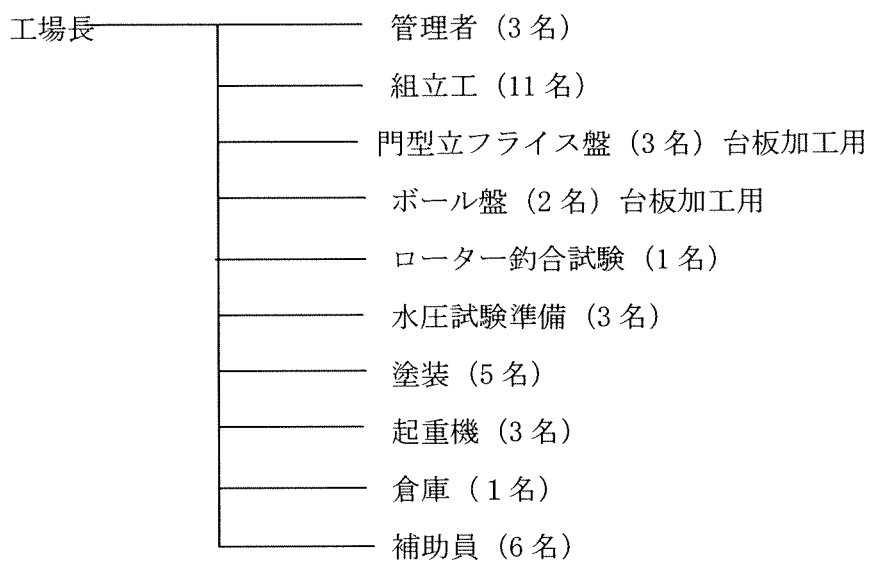 工場長
管理者（3名）
組立工（11名）
門型立フライス盤（3名）台板加工用
ボール盤（2名）台板加工用
ローター釣合試験（1名）
水圧試験準備（3名）
塗装（5名）
起重機（3名）
倉庫（１名）
補助員（6名）